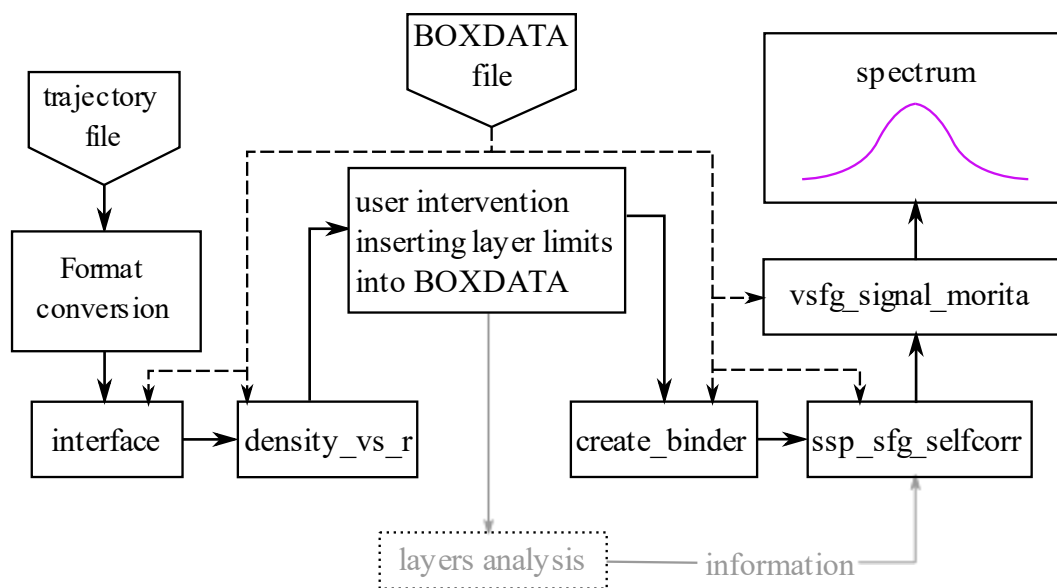 trajectory
file
BOXDATA
file
spectrum
Format
conversion
user intervention
inserting layer limits
into BOXDATA
vsfg_signal_morita
interface
density_vs_r
create_binder
ssp_sfg_selfcorr
layers analysis
information